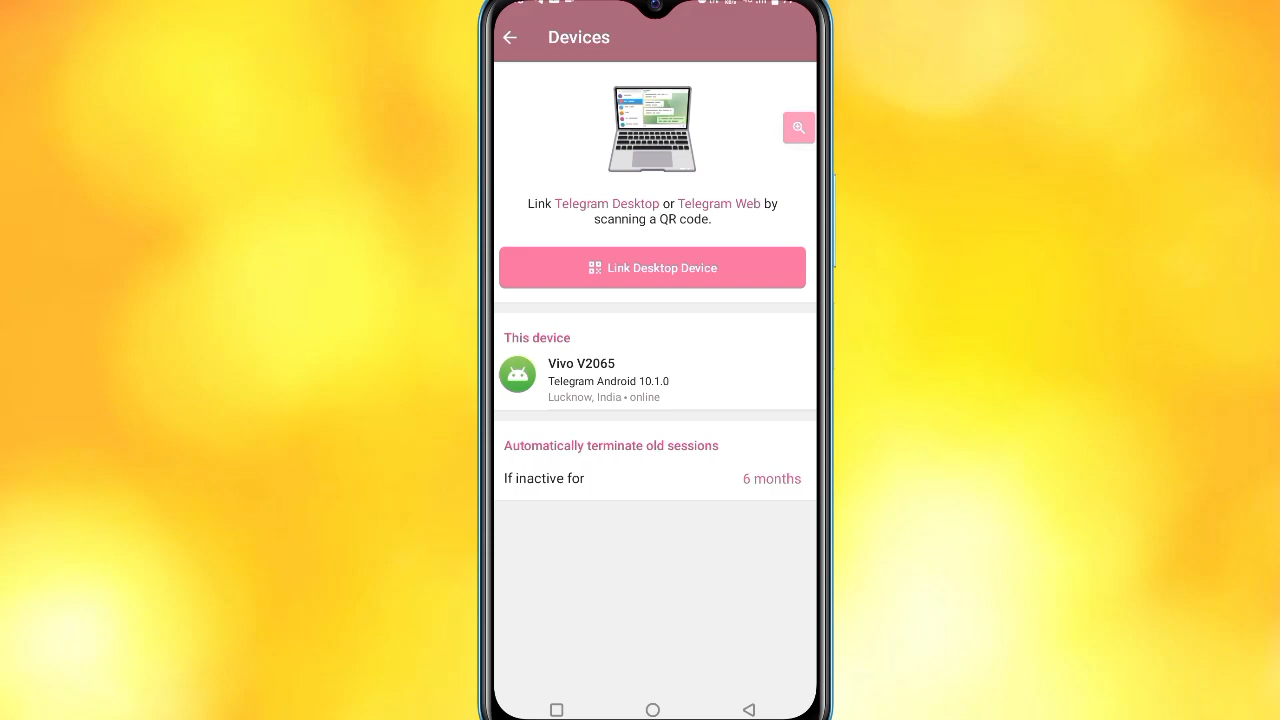 Devices
Link Telegram Desktop or Telegram Web by
scanning a QR code.
Link Desktop Device
This device
Vivo V2065
Telegram Android 10.1.0
Lucknow, India • online
Automatically terminate old sessions
If inactive for
6 months